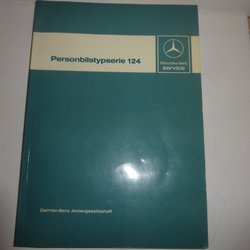 Personbilstypserie 124
Mercedes-Benz
service
Daimler-Benz Aktiengesellschaft